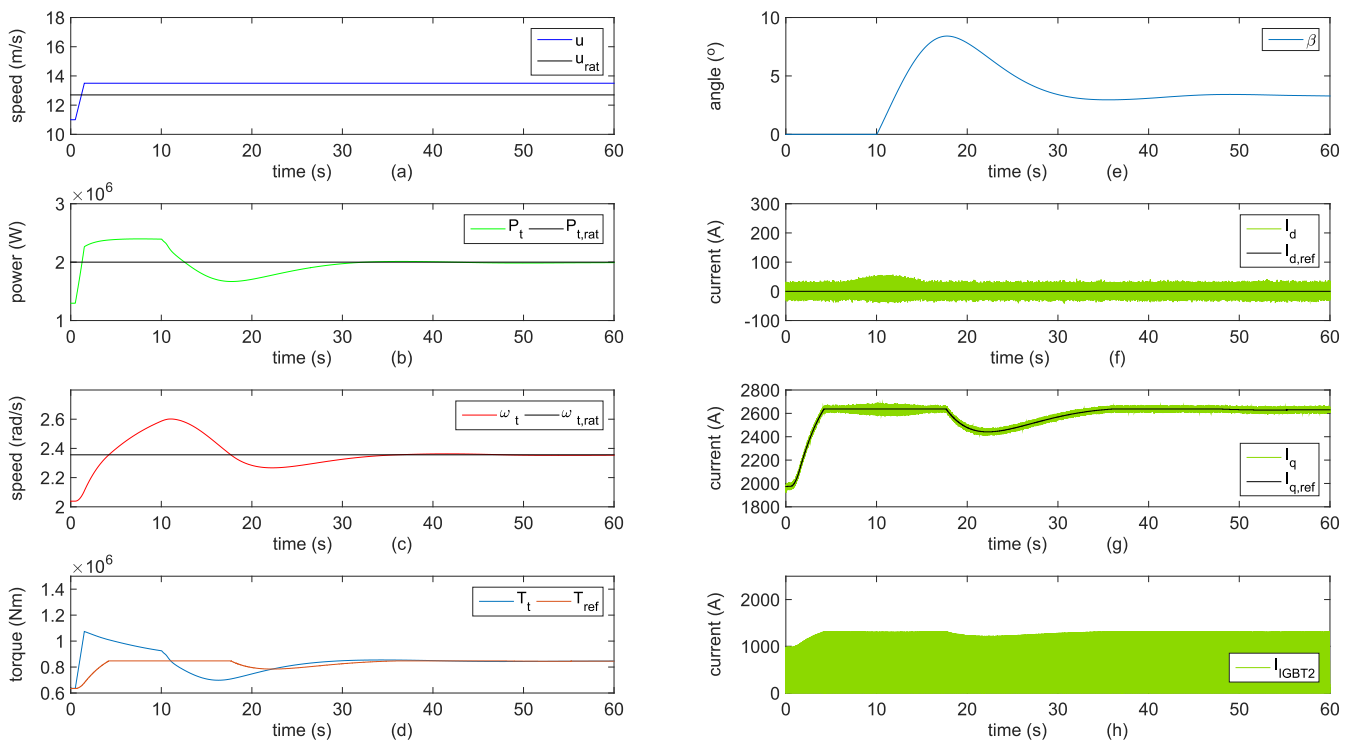 18
16
14
12
10
speed (m/s)
u
u_rat
0 10 20 30 40 50 60
time (s) (a)
×10^6
3
2
1
power (W)
P_t P_t,rat
0 10 20 30 40 50 60
time (s) (b)
2.6
2.4
2.2
2
speed (rad/s)
ω_t ω_t,rat
0 10 20 30 40 50 60
time (s) (c)
×10^6
1.4
1.2
1
0.8
0.6
torque (Nm)
T_t T_ref
0 10 20 30 40 50 60
time (s) (d)
10
5
0
angle (º)
β
0 10 20 30 40 50 60
time (s) (e)
300
200
100
0
-100
current (A)
I_d
I_d,ref
0 10 20 30 40 50 60
time (s) (f)
2800
2600
2400
2200
2000
1800
current (A)
I_q
I_q,ref
0 10 20 30 40 50 60
time (s) (g)
2000
1000
0
current (A)
I_IGBT2
0 10 20 30 40 50 60
time (s) (h)